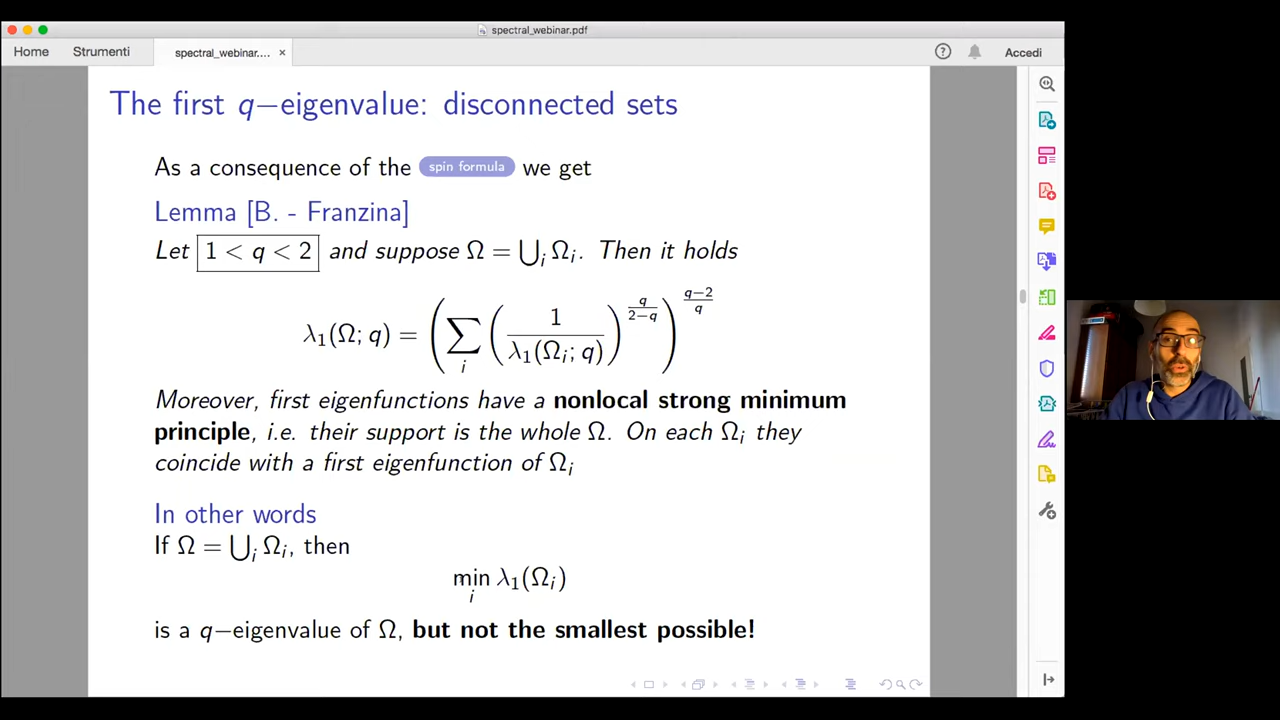 spectral_webinar.pdf
Home Strumenti spectral_webinar.... × Accedi
The first q−eigenvalue: disconnected sets
As a consequence of the spin formula we get
Lemma [B. - Franzina]
Let 1 < q < 2 and suppose Ω = ⋃_i Ω_i. Then it holds
λ₁(Ω; q) = ( ∑_i ( 1 / λ₁(Ω_i; q) )^{q/(2−q)} )^{(q−2)/q}
Moreover, first eigenfunctions have a nonlocal strong minimum
principle, i.e. their support is the whole Ω. On each Ω_i they
coincide with a first eigenfunction of Ω_i
In other words
If Ω = ⋃_i Ω_i, then
min_i λ₁(Ω_i)
is a q−eigenvalue of Ω, but not the smallest possible!